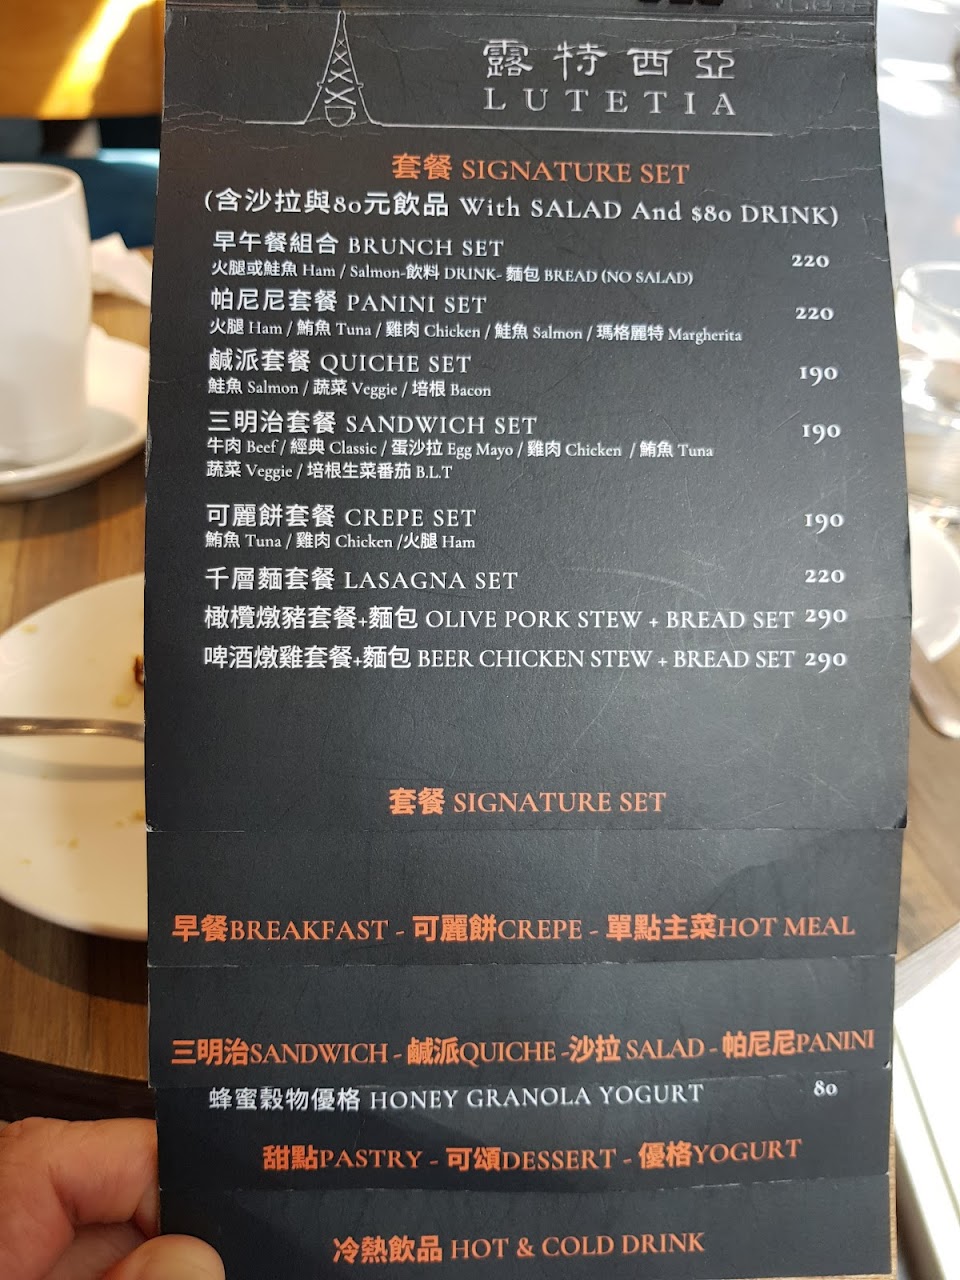 露特西亞
LUTETIA
套餐 SIGNATURE SET
(含沙拉與80元飲品 With SALAD And $80 DRINK)
早午餐組合 BRUNCH SET 220
火腿或鮭魚 Ham / Salmon-飲料 DRINK- 麵包 BREAD (NO SALAD)
帕尼尼套餐 PANINI SET 220
火腿 Ham / 鮪魚 Tuna / 雞肉 Chicken / 鮭魚 Salmon / 瑪格麗特 Margherita
鹹派套餐 QUICHE SET 190
鮭魚 Salmon / 蔬菜 Veggie / 培根 Bacon
三明治套餐 SANDWICH SET 190
牛肉 Beef / 經典 Classic / 蛋沙拉 Egg Mayo / 雞肉 Chicken / 鮪魚 Tuna
蔬菜 Veggie / 培根生菜番茄 B.L.T
可麗餅套餐 CREPE SET 190
鮪魚 Tuna / 雞肉 Chicken /火腿 Ham
千層麵套餐 LASAGNA SET 220
橄欖燉豬套餐+麵包 OLIVE PORK STEW + BREAD SET 290
啤酒燉雞套餐+麵包 BEER CHICKEN STEW + BREAD SET 290
套餐 SIGNATURE SET
早餐BREAKFAST - 可麗餅CREPE - 單點主菜HOT MEAL
三明治SANDWICH - 鹹派QUICHE -沙拉 SALAD - 帕尼尼PANINI
蜂蜜穀物優格 HONEY GRANOLA YOGURT 80
甜點PASTRY - 可頌DESSERT - 優格YOGURT
冷熱飲品 HOT & COLD DRINK